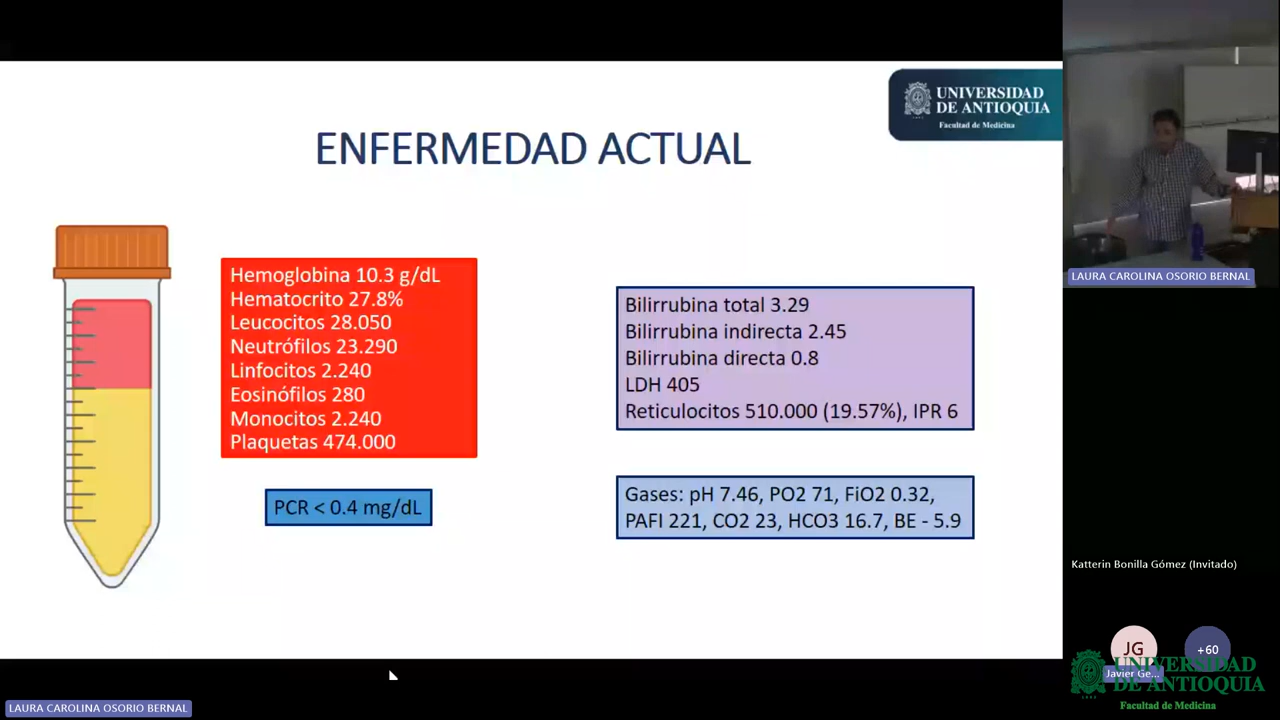 UNIVERSIDAD
DE ANTIOQUIA
Facultad de Medicina
ENFERMEDAD ACTUAL
Hemoglobina 10.3 g/dL
Hematocrito 27.8%
Leucocitos 28.050
Neutrófilos 23.290
Linfocitos 2.240
Eosinófilos 280
Monocitos 2.240
Plaquetas 474.000
PCR < 0.4 mg/dL
Bilirrubina total 3.29
Bilirrubina indirecta 2.45
Bilirrubina directa 0.8
LDH 405
Reticulocitos 510.000 (19.57%), IPR 6
Gases: pH 7.46, PO2 71, FiO2 0.32,
PAFI 221, CO2 23, HCO3 16.7, BE - 5.9
LAURA CAROLINA OSORIO BERNAL
Katterin Bonilla Gómez (Invitado)
JG
+60
Javier Ge...
UNIVERSIDAD
DE ANTIOQUIA
Facultad de Medicina
LAURA CAROLINA OSORIO BERNAL